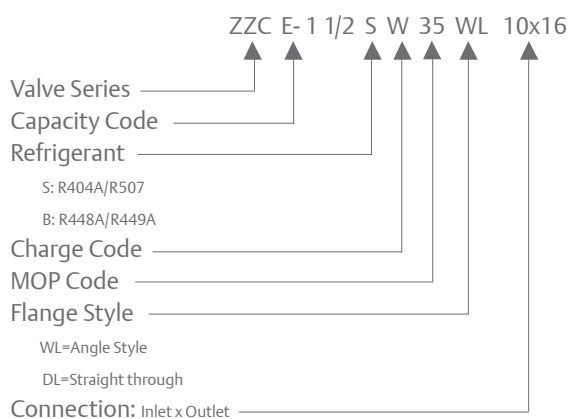 ZZC E- 1 1/2 S W 35 WL 10x16
Valve Series
Capacity Code
Refrigerant
S: R404A/R507
B: R448A/R449A
Charge Code
MOP Code
Flange Style
WL=Angle Style
DL=Straight through
Connection: Inlet x Outlet